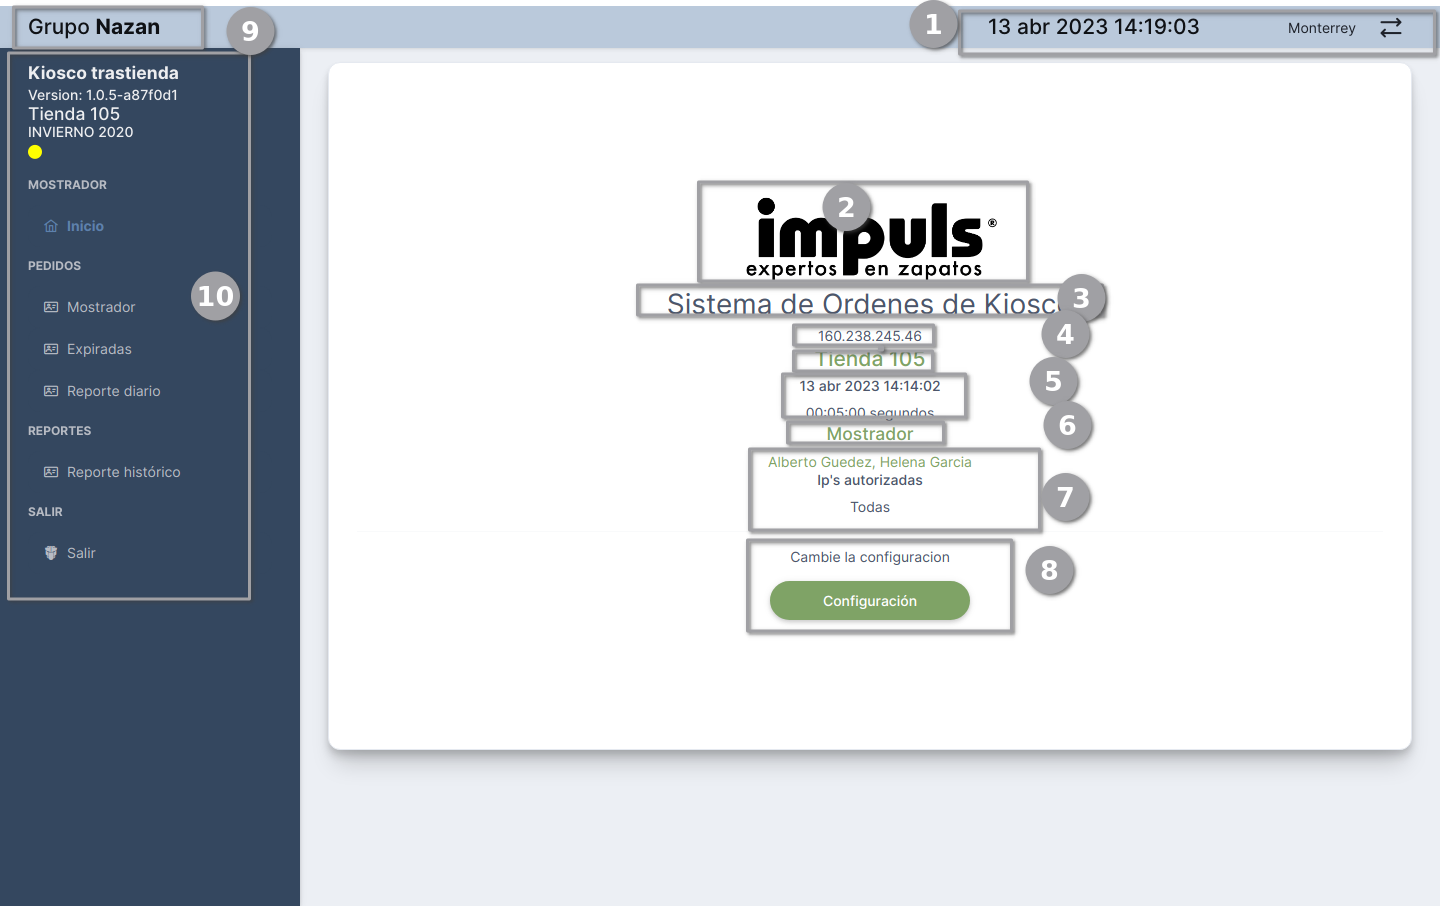 Grupo Nazan
9
1
13 abr 2023 14:19:03
Monterrey
Kiosco trastienda
Version: 1.0.5-a87f0d1
Tienda 105
INVIERNO 2020
MOSTRADOR
Inicio
PEDIDOS
Mostrador
10
Expiradas
Reporte diario
REPORTES
Reporte histórico
SALIR
Salir
2
impuls®
expertos en zapatos
Sistema de Ordenes de Kiosco
3
160.238.245.46
4
Tienda 105
13 abr 2023 14:14:02
5
00:05:00 segundos
Mostrador
6
Alberto Guedez, Helena Garcia
Ip's autorizadas
7
Todas
Cambie la configuracion
8
Configuración